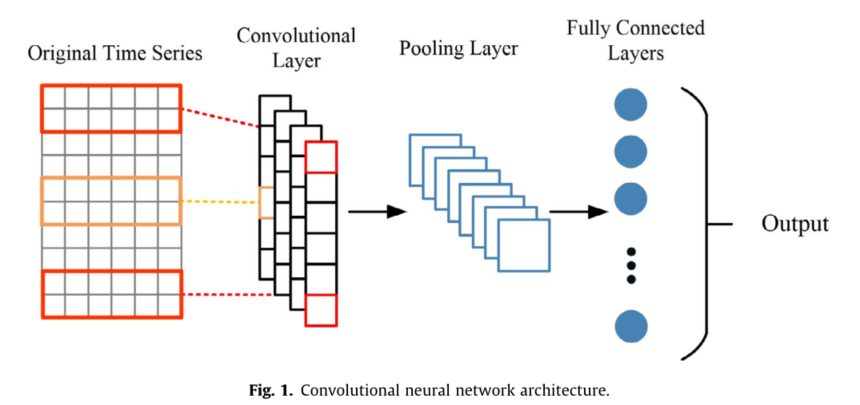 Original Time Series
Convolutional
Layer
Pooling Layer
Fully Connected
Layers
Output
Fig. 1. Convolutional neural network architecture.